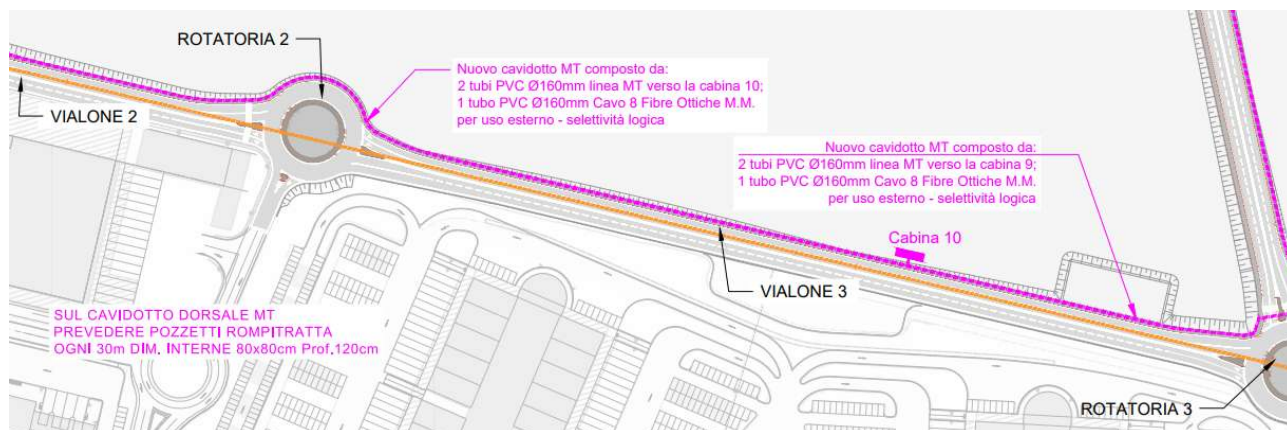 ROTATORIA 2
Nuovo cavidotto MT composto da:
2 tubi PVC Ø160mm linea MT verso la cabina 10;
1 tubo PVC Ø160mm Cavo 8 Fibre Ottiche M.M.
per uso esterno - selettività logica
VIALONE 2
Nuovo cavidotto MT composto da:
2 tubi PVC Ø160mm linea MT verso la cabina 9;
1 tubo PVC Ø160mm Cavo 8 Fibre Ottiche M.M.
per uso esterno - selettività logica
Cabina 10
VIALONE 3
SUL CAVIDOTTO DORSALE MT
PREVEDERE POZZETTI ROMPITRATTA
OGNI 30m DIM. INTERNE 80x80cm Prof.120cm
ROTATORIA 3